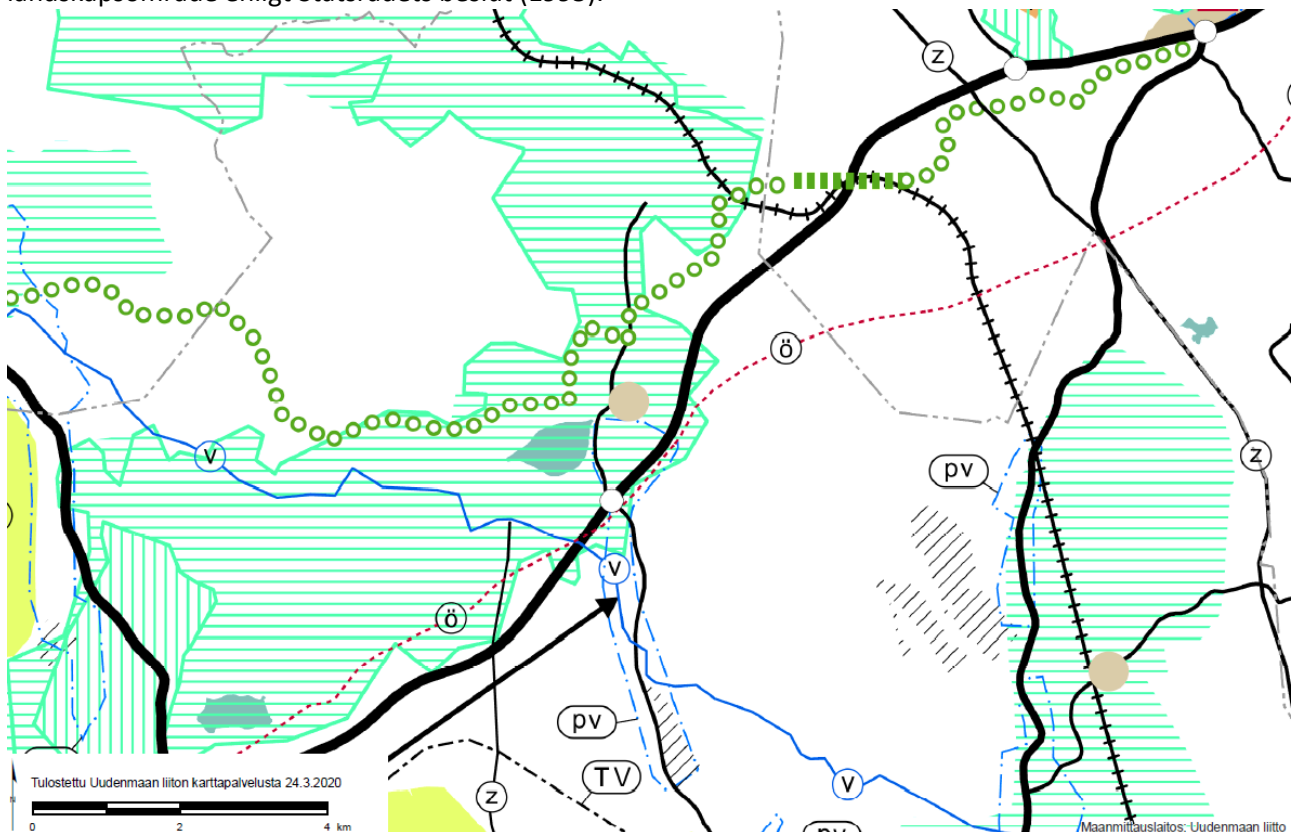 z
v
ö
pv
v
ö
pv
TV
z
z
v
Tulostettu Uudenmaan liiton karttapalvelusta 24.3.2020
0 2 4 km
Maanmittauslaitos; Uudenmaan liitto